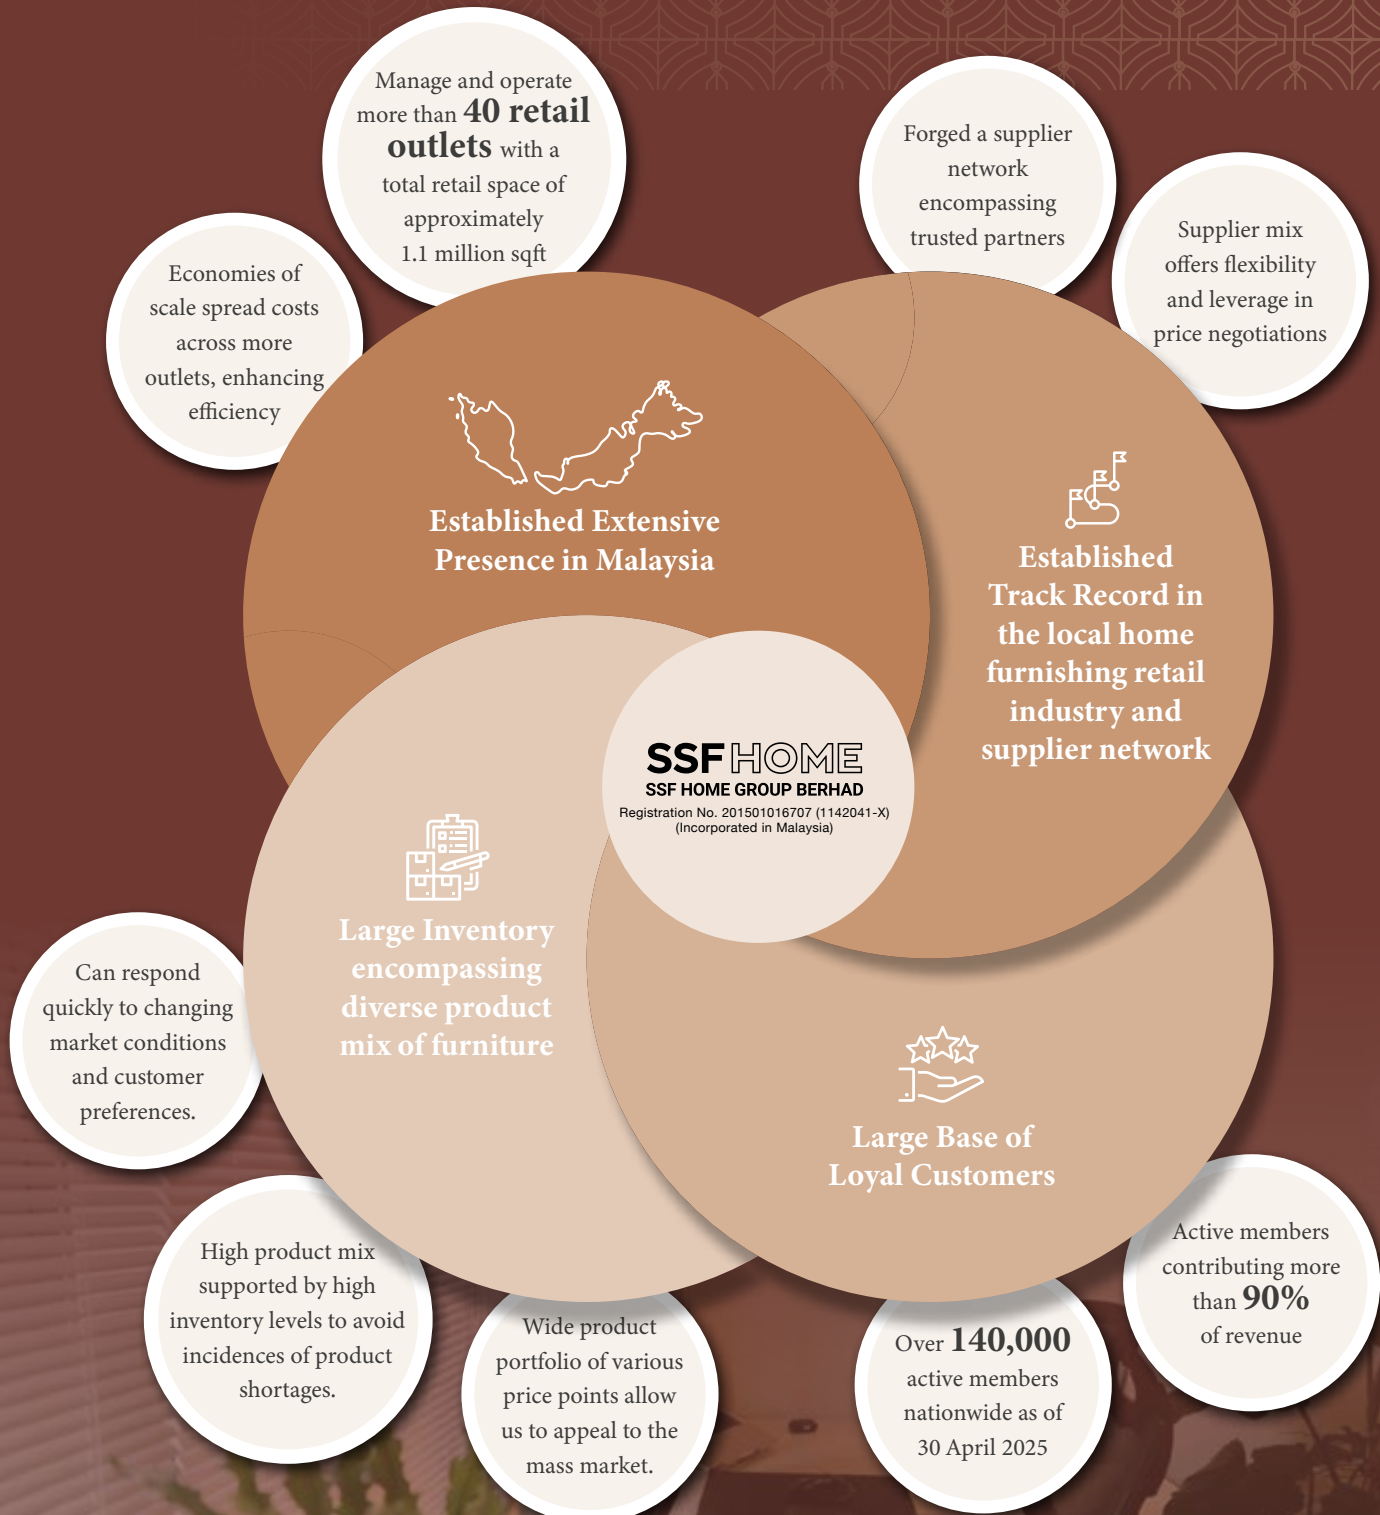 Manage and operate
more than 40 retail
outlets with a
total retail space of
approximately
1.1 million sqft
Economies of
scale spread costs
across more
outlets, enhancing
efficiency
Established Extensive
Presence in Malaysia
Forged a supplier
network
encompassing
trusted partners
Supplier mix
offers flexibility
and leverage in
price negotiations
Established
Track Record in
the local home
furnishing retail
industry and
supplier network
SSF HOME
SSF HOME GROUP BERHAD
Registration No. 201501016707 (1142041-X)
(Incorporated in Malaysia)
Large Inventory
encompassing
diverse product
mix of furniture
Can respond
quickly to changing
market conditions
and customer
preferences.
High product mix
supported by high
inventory levels to avoid
incidences of product
shortages.
Wide product
portfolio of various
price points allow
us to appeal to the
mass market.
Large Base of
Loyal Customers
Over 140,000
active members
nationwide as of
30 April 2025
Active members
contributing more
than 90%
of revenue